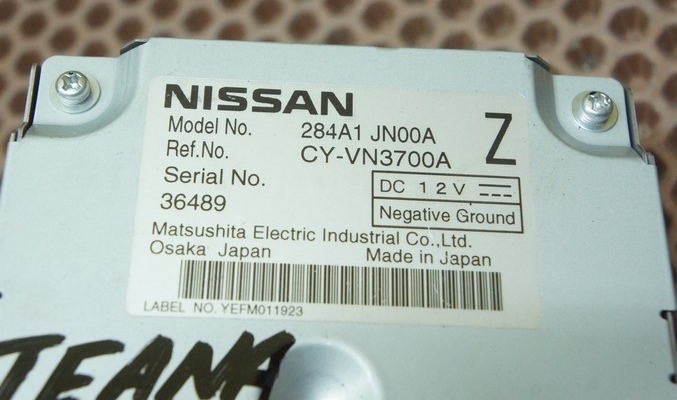 NISSAN
Z
Model No. 284A1 JN00A
Ref.No. CY-VN3700A
Serial No.
36489
DC 12V
Negative Ground
Matsushita Electric Industrial Co.,Ltd.
Osaka Japan Made in Japan
LABEL NO. YEFM011923
TEANA